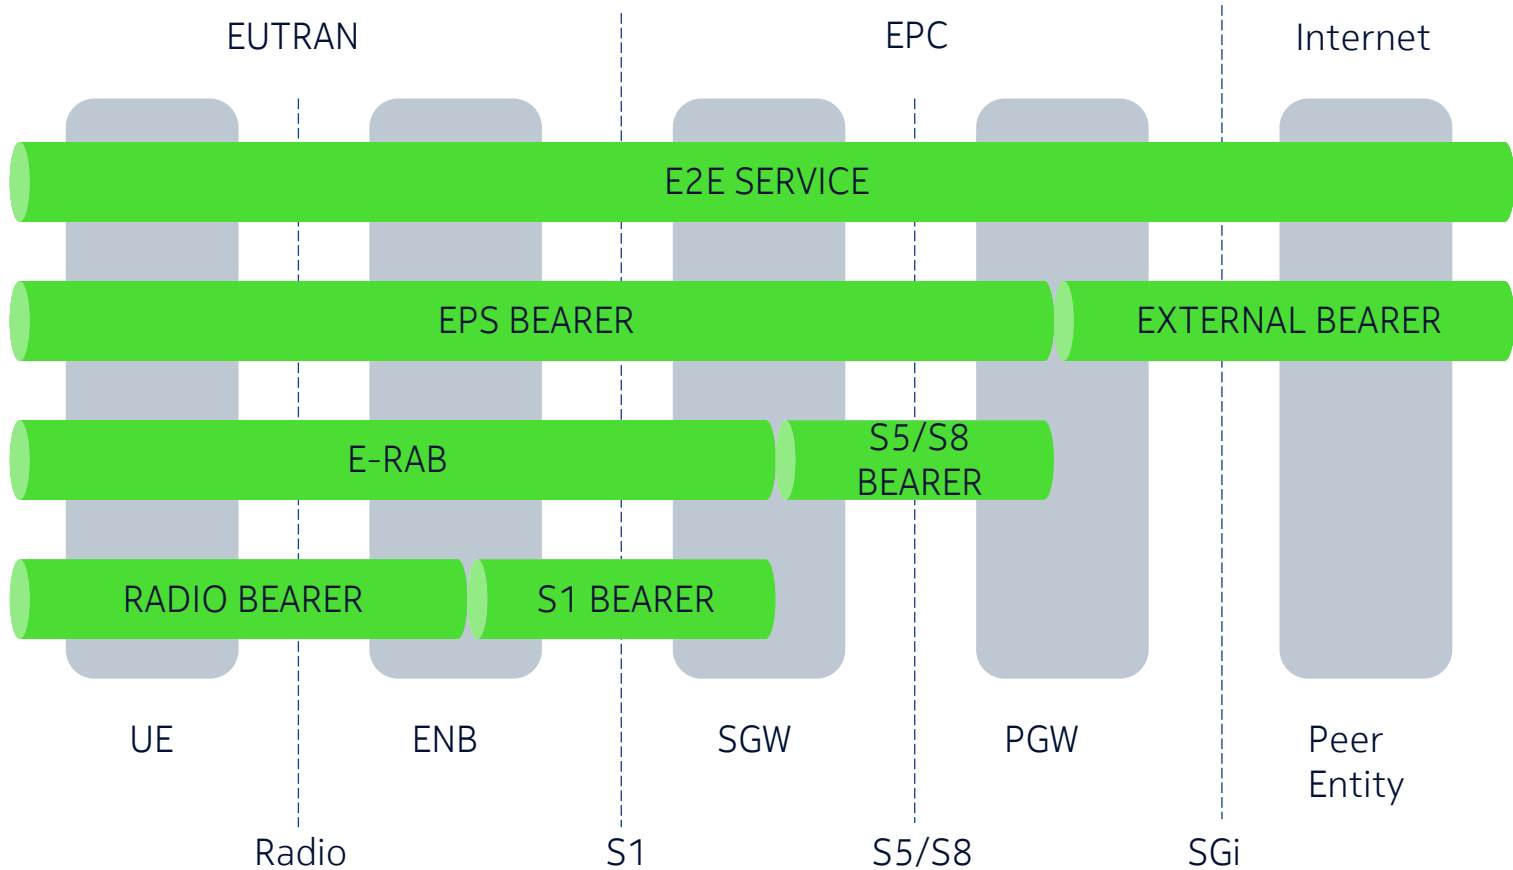 EUTRAN
EPC
Internet
E2E SERVICE
EPS BEARER
EXTERNAL BEARER
E-RAB
S5/S8
BEARER
RADIO BEARER
S1 BEARER
UE
ENB
SGW
PGW
Peer
Entity
Radio
S1
S5/S8
SGi